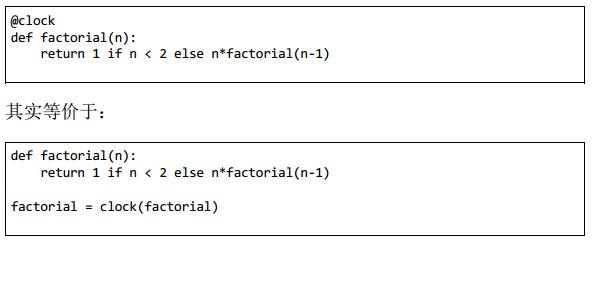 @clock
def factorial(n):
    return 1 if n < 2 else n*factorial(n-1)
其实等价于：
def factorial(n):
    return 1 if n < 2 else n*factorial(n-1)
factorial = clock(factorial)